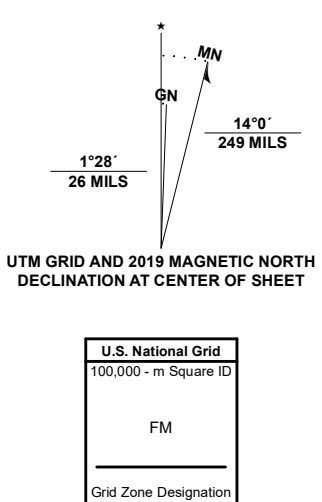 ★
MN
GN
14°0´
249 MILS
1°28´
26 MILS
UTM GRID AND 2019 MAGNETIC NORTH
DECLINATION AT CENTER OF SHEET
U.S. National Grid
100,000 - m Square ID
FM
Grid Zone Designation